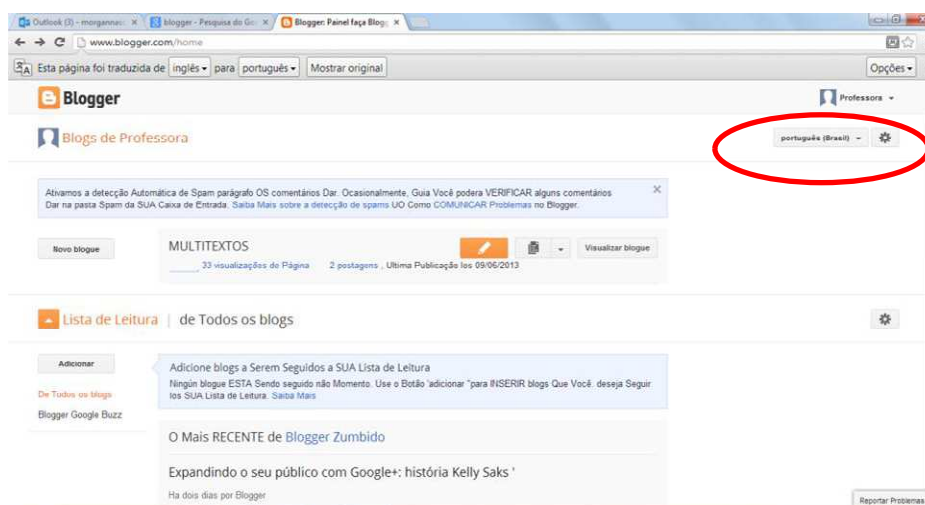 Outlook (3) - morgannac
blogger - Pesquisa do Go
Blogger: Painel faça Blogg
www.blogger.com/home
Esta página foi traduzida de inglês para português Mostrar original Opções
Blogger
Professora
Blogs de Professora
português (Brasil)
Ativamos a detecção Automática de Spam parágrafo OS comentários Dar. Ocasionalmente, Guia Você podera VERIFICAR alguns comentários
Dar na pasta Spam da SUA Caixa de Entrada. Saiba Mais sobre a detecção de spams UO Como COMUNICAR Problemas no Blogger.
Novo blogue
MULTITEXTOS
Visualizar blogue
33 visualizações de Página 2 postagens , Ultima Publicação los 09/06/2013
Lista de Leitura | de Todos os blogs
Adicionar
Adicione blogs a Serem Seguidos a SUA Lista de Leitura
Ningún blogue ESTA Sendo seguido não Momento. Use o Botão 'adicionar "para INSERIR blogs Que Você deseja Seguir
los SUA Lista de Leitura. Saiba Mais
De Todos os blogs
Blogger Google Buzz
O Mais RECENTE de Blogger Zumbido
Expandindo o seu público com Google+: história Kelly Saks '
Ha dois dias por Blogger
Reportar Problemas